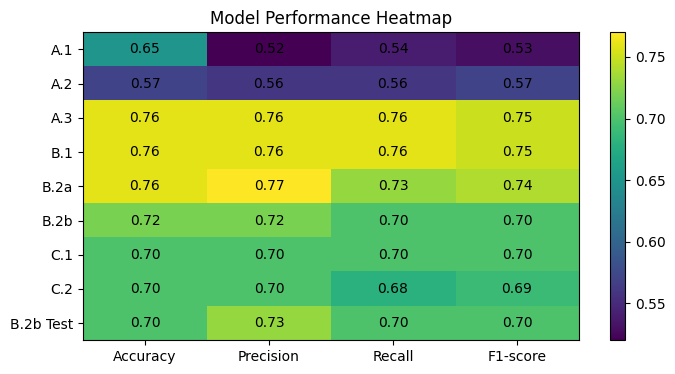 Model Performance Heatmap
A.1 0.65 0.52 0.54 0.53
A.2 0.57 0.56 0.56 0.57
A.3 0.76 0.76 0.76 0.75
B.1 0.76 0.76 0.76 0.75
B.2a 0.76 0.77 0.73 0.74
B.2b 0.72 0.72 0.70 0.70
C.1 0.70 0.70 0.70 0.70
C.2 0.70 0.70 0.68 0.69
B.2b Test 0.70 0.73 0.70 0.70
Accuracy Precision Recall F1-score
0.75
0.70
0.65
0.60
0.55